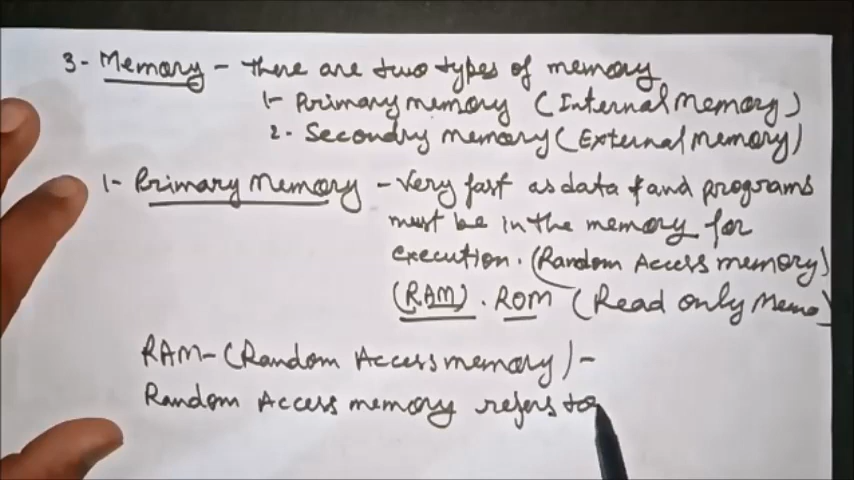 3- Memory - There are two types of memory
1- Primary memory (Internal Memory)
2- Secondry memory (External Memory)
1- Primary Memory - Very fast as data & and programs
must be in the memory for
execution. (Random Access memory)
(RAM). ROM (Read only Memo)
RAM- (Random Access memory) -
Random Access memory refers to